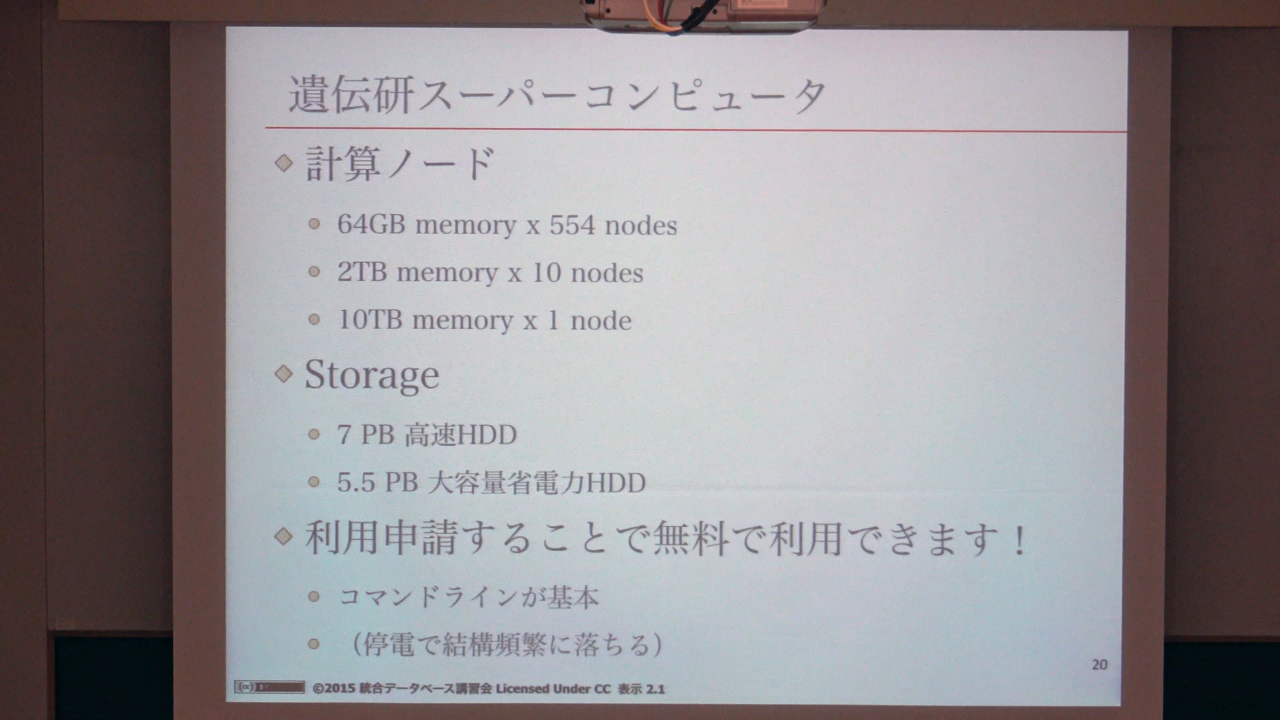 遺伝研スーパーコンピュータ
計算ノード
64GB memory x 554 nodes
2TB memory x 10 nodes
10TB memory x 1 node
Storage
7 PB 高速HDD
5.5 PB 大容量省電力HDD
利用申請することで無料で利用できます！
コマンドラインが基本
（停電で結構頻繁に落ちる）
20
©2015 統合データベース講習会 Licensed Under CC 表示 2.1